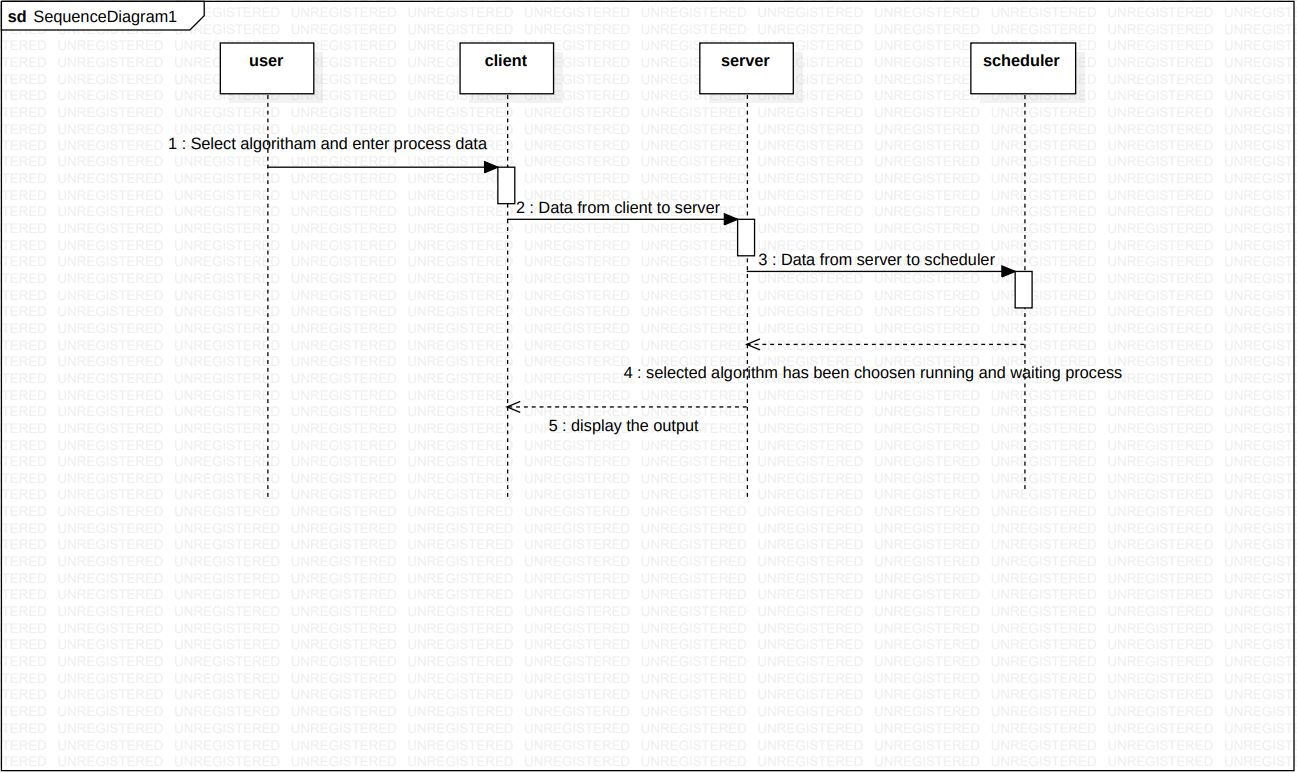 sd SequenceDiagram1
user
client
server
scheduler
1 : Select algoritham and enter process data
2 : Data from client to server
3 : Data from server to scheduler
4 : selected algorithm has been choosen running and waiting process
5 : display the output
UNREGISTERED